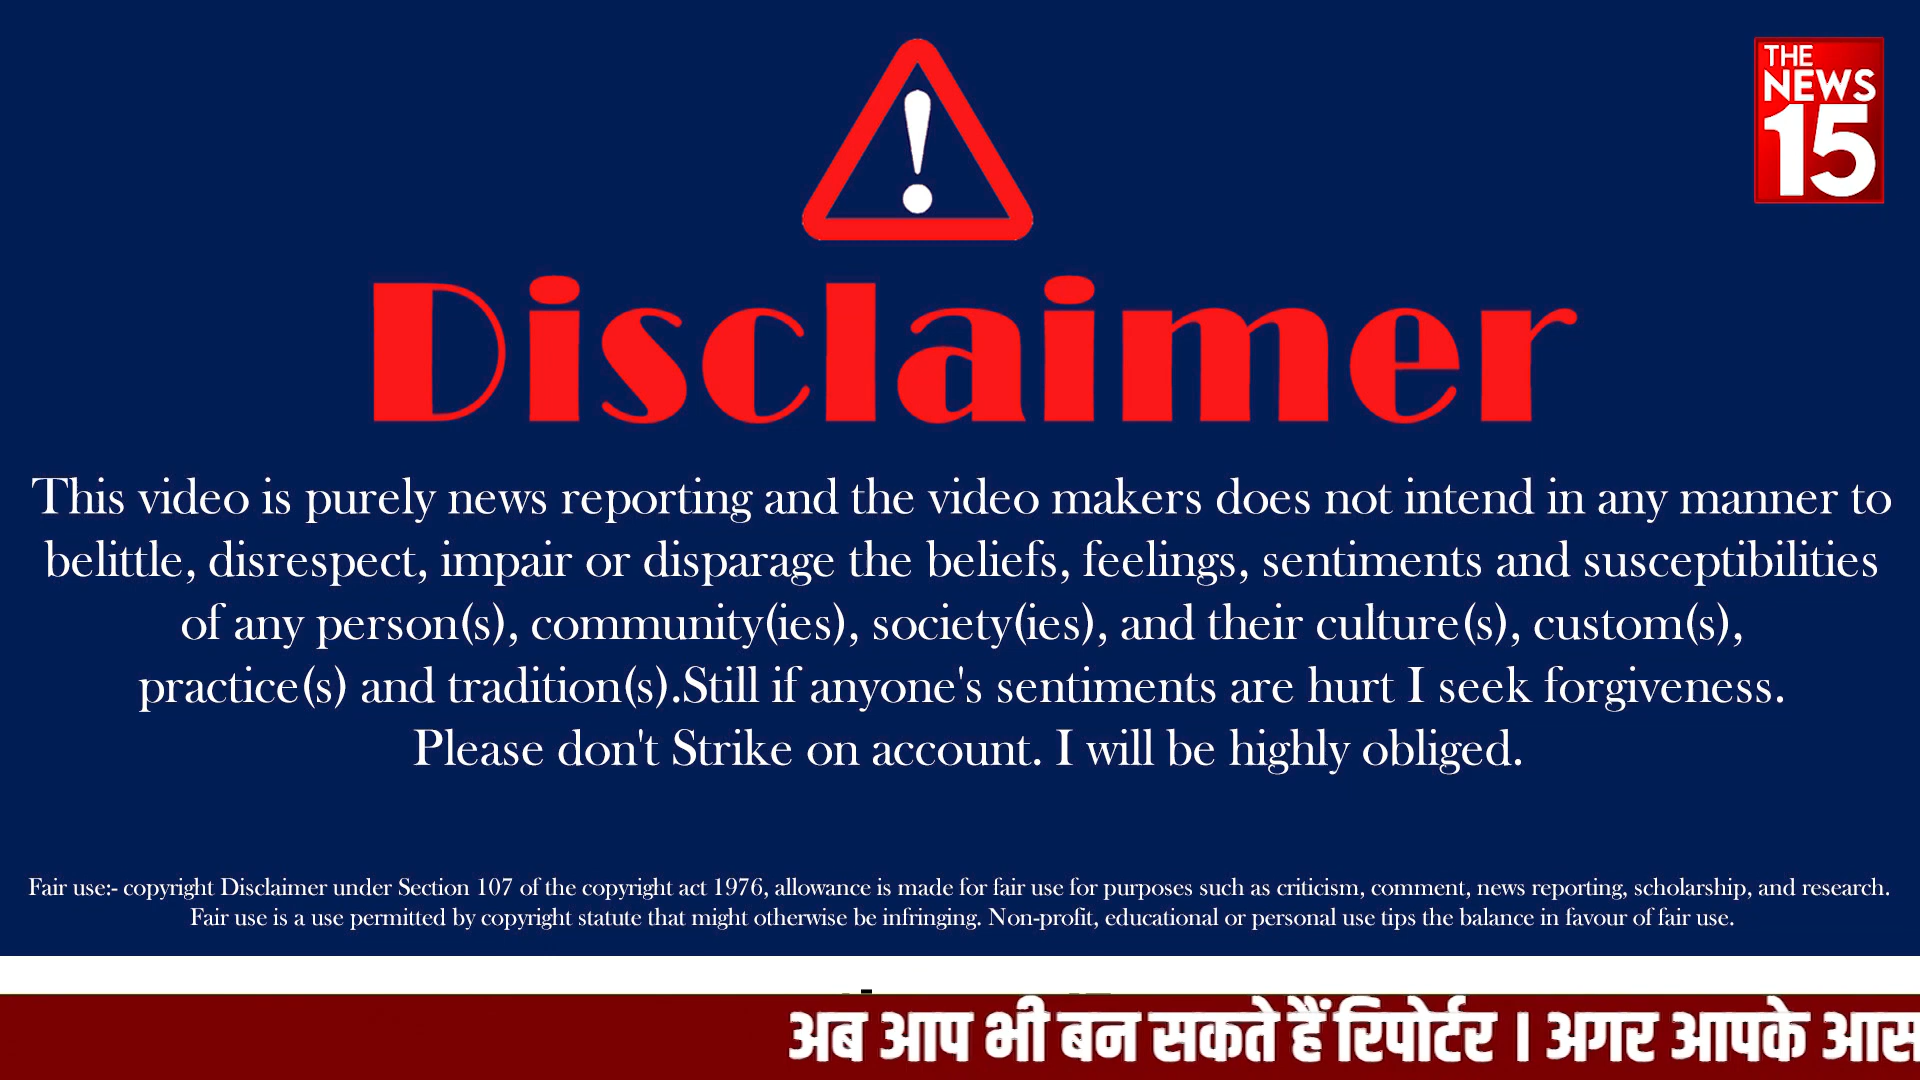 THE
NEWS
15
Disclaimer
This video is purely news reporting and the video makers does not intend in any manner to
belittle, disrespect, impair or disparage the beliefs, feelings, sentiments and susceptibilities
of any person(s), community(ies), society(ies), and their culture(s), custom(s),
practice(s) and tradition(s).Still if anyone's sentiments are hurt I seek forgiveness.
Please don't Strike on account. I will be highly obliged.
Fair use:- copyright Disclaimer under Section 107 of the copyright act 1976, allowance is made for fair use for purposes such as criticism, comment, news reporting, scholarship, and research.
Fair use is a use permitted by copyright statute that might otherwise be infringing. Non-profit, educational or personal use tips the balance in favour of fair use.
अब आप भी बन सकते हैं रिपोर्टर । अगर आपके